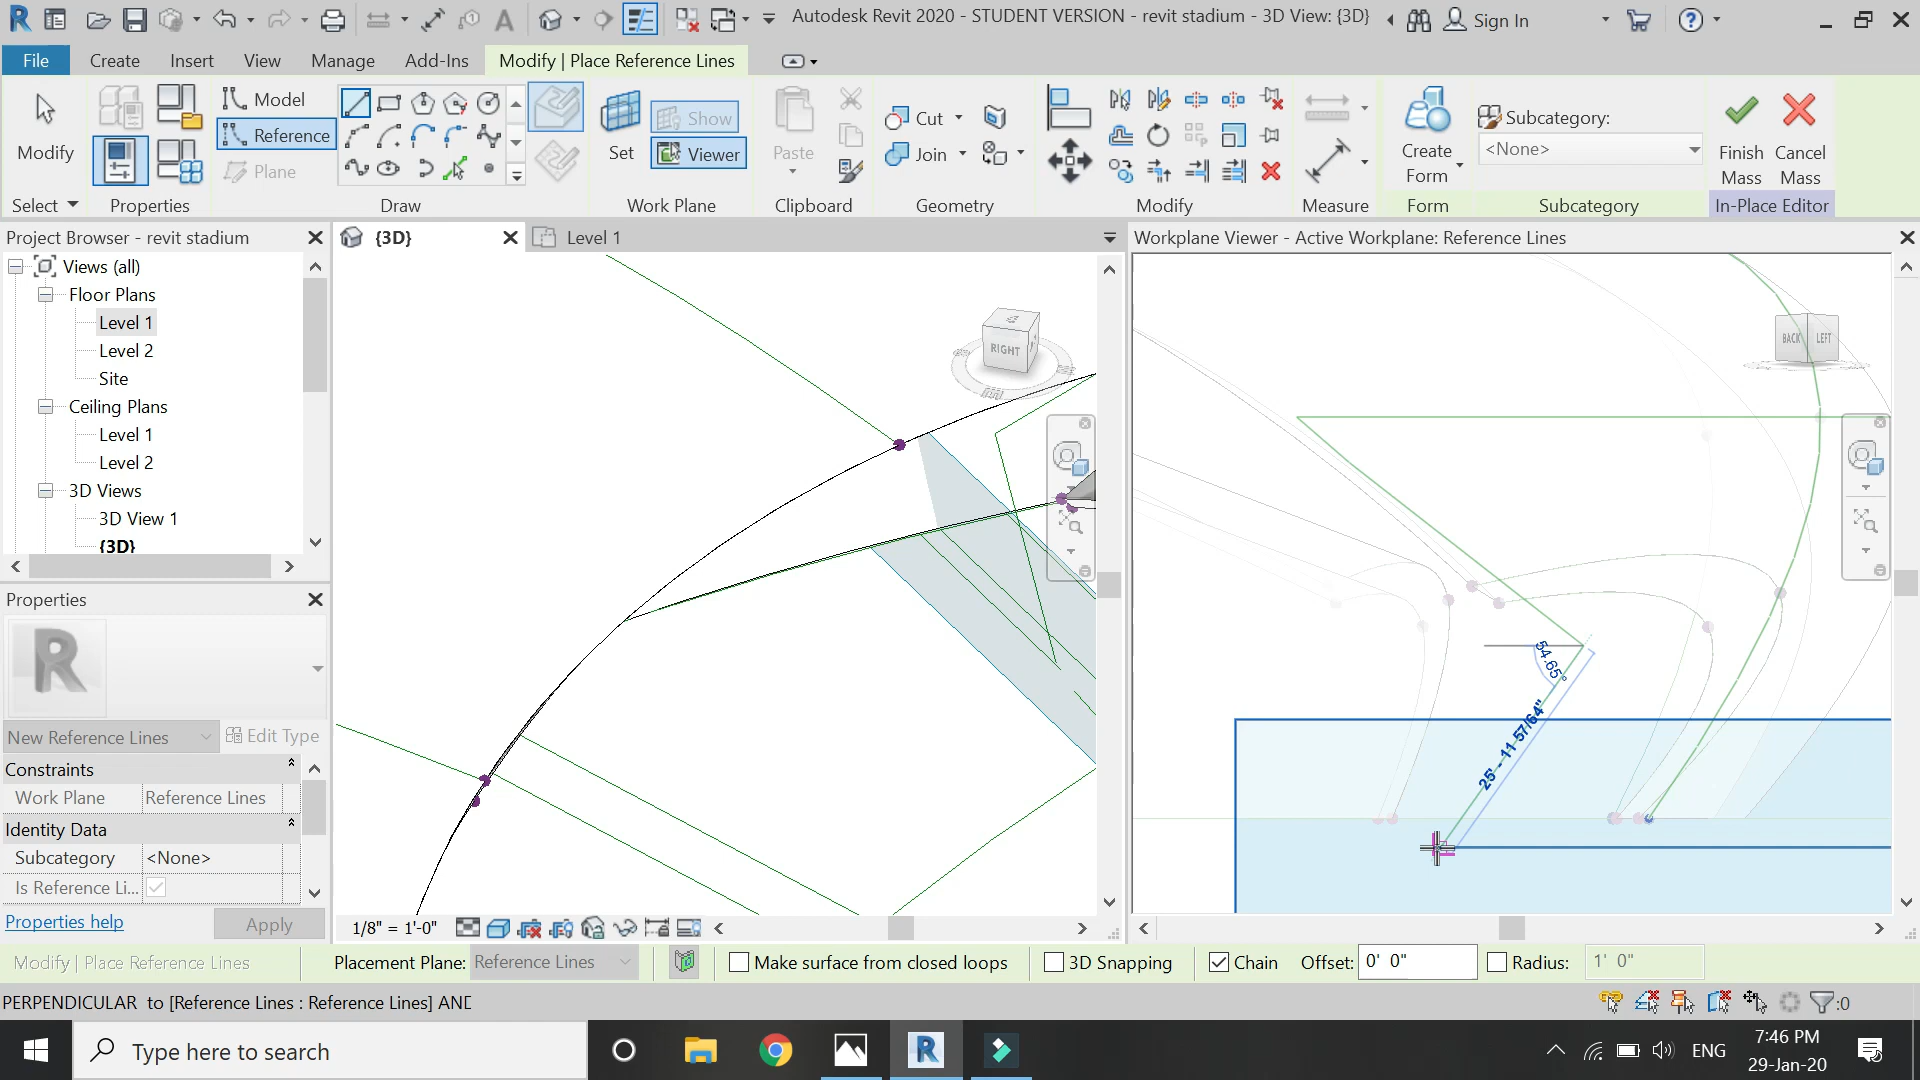 Autodesk Revit 2020 - STUDENT VERSION - revit stadium - 3D View: {3D}
Sign In
File
Create
Insert
View
Manage
Add-Ins
Modify | Place Reference Lines
Modify
Model
Reference
Plane
Set
Show
Viewer
Paste
Cut
Join
Create
Form
Subcategory:
<None>
Finish
Mass
Cancel
Mass
Select
Properties
Draw
Work Plane
Clipboard
Geometry
Modify
Measure
Form
Subcategory
In-Place Editor
Project Browser - revit stadium
{3D}
Level 1
Workplane Viewer - Active Workplane: Reference Lines
Views (all)
Floor Plans
Level 1
Level 2
Site
Ceiling Plans
Level 1
Level 2
3D Views
3D View 1
{3D}
RIGHT
BACK
LEFT
54.65°
25' - 11 57/64"
Properties
New Reference Lines
Edit Type
Constraints
Work Plane
Reference Lines
Identity Data
Subcategory
<None>
Is Reference Li...
Properties help
Apply
1/8" = 1'-0"
Modify | Place Reference Lines
Placement Plane:
Reference Lines
Make surface from closed loops
3D Snapping
Chain
Offset:
0' 0"
Radius:
1' 0"
PERPENDICULAR to [Reference Lines : Reference Lines] AND
:0
Type here to search
ENG
7:46 PM
29-Jan-20